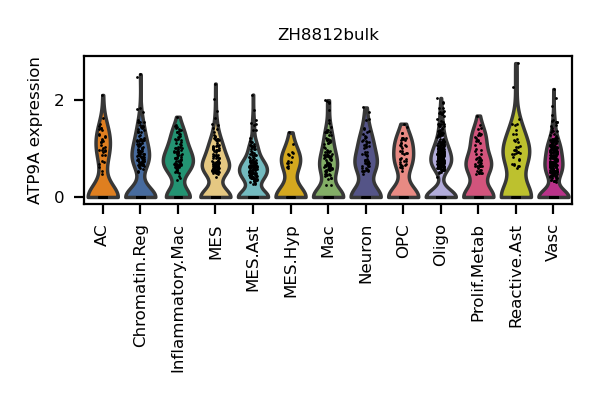 ZH8812bulk
ATP9A expression
2
0
AC
Chromatin.Reg
Inflammatory.Mac
MES
MES.Ast
MES.Hyp
Mac
Neuron
OPC
Oligo
Prolif.Metab
Reactive.Ast
Vasc